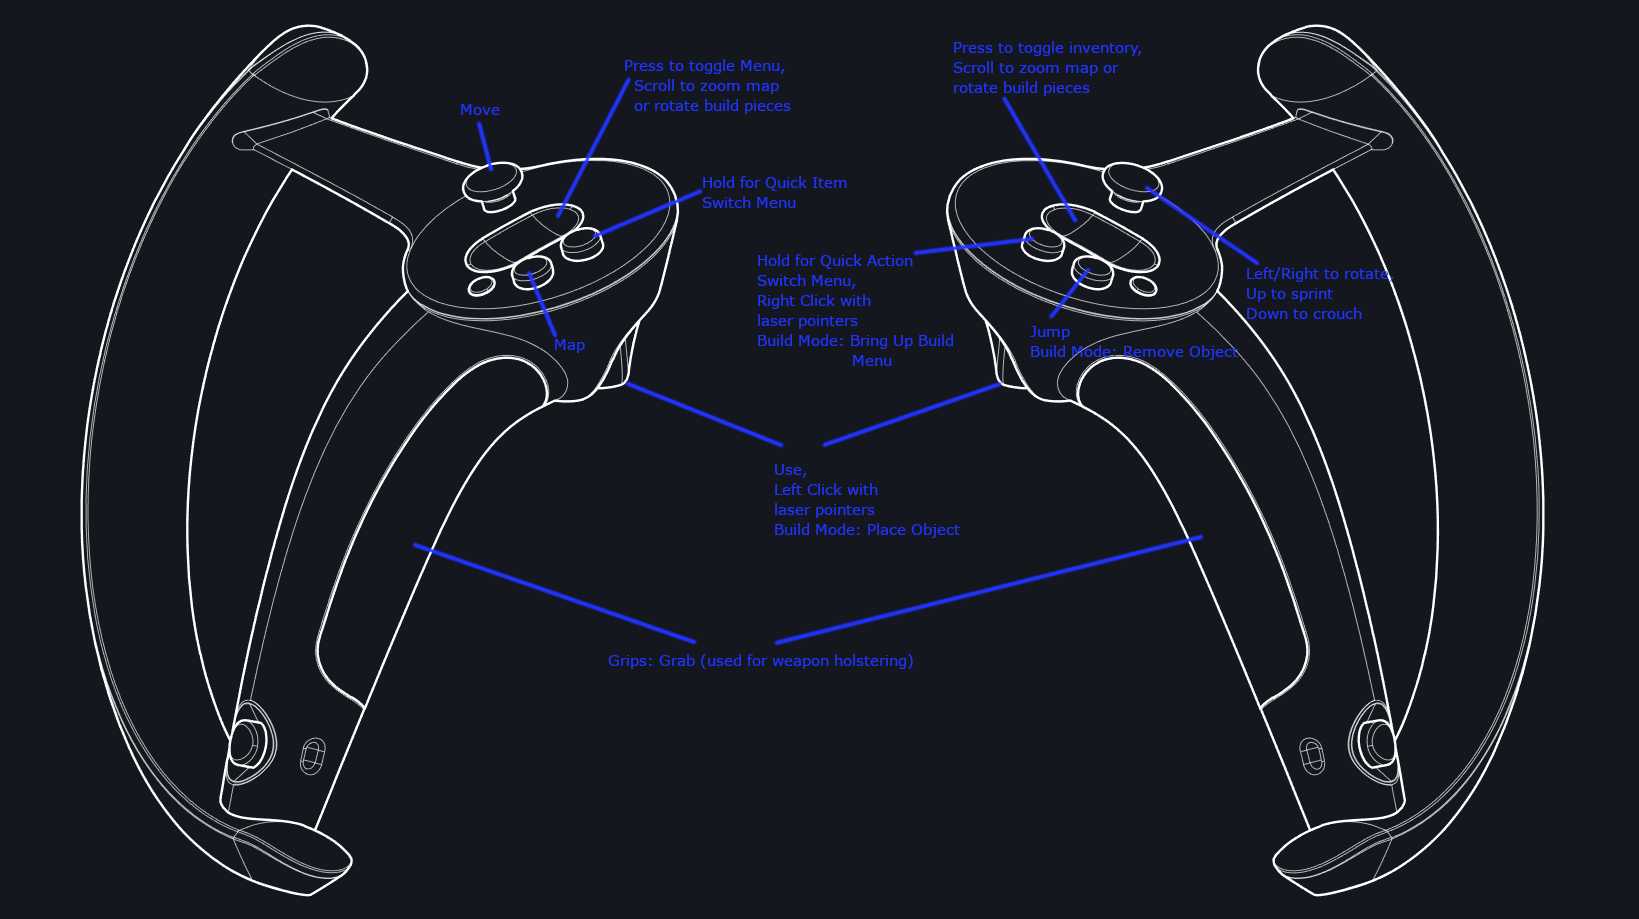 Press to toggle Menu,
Scroll to zoom map
or rotate build pieces
Press to toggle inventory,
Scroll to zoom map or
rotate build pieces
Move
Hold for Quick Item
Switch Menu
Hold for Quick Action
Switch Menu,
Right Click with
laser pointers
Build Mode: Bring Up Build
Menu
Left/Right to rotate,
Up to sprint
Down to crouch
Map
Jump
Build Mode: Remove Object
Use,
Left Click with
laser pointers
Build Mode: Place Object
Grips: Grab (used for weapon holstering)